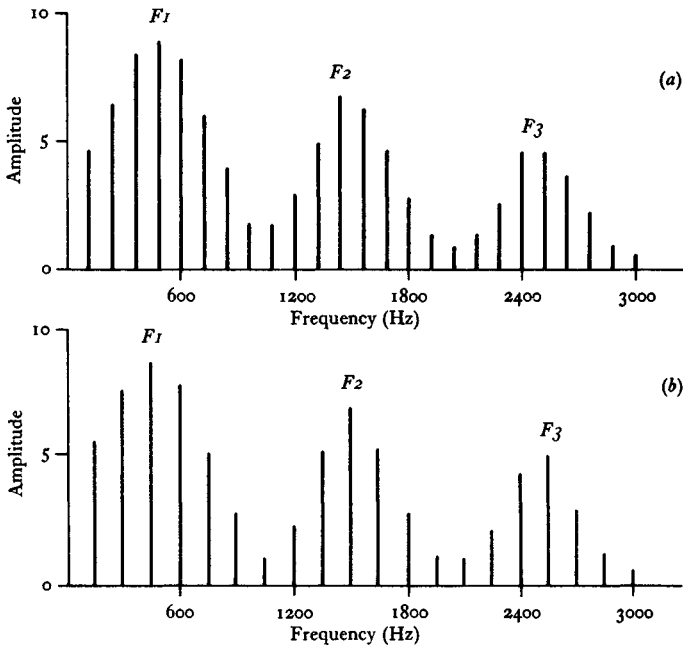 10
F1
F2
(a)
Amplitude
5
F3
0
600
1200
1800
2400
3000
Frequency (Hz)
10
F1
F2
(b)
F3
Amplitude
5
0
600
1200
1800
2400
3000
Frequency (Hz)